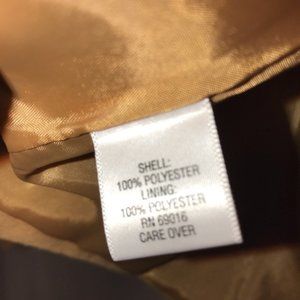 SHELL:
100% POLYESTER
LINING:
100% POLYESTER
RN 69016
CARE OVER